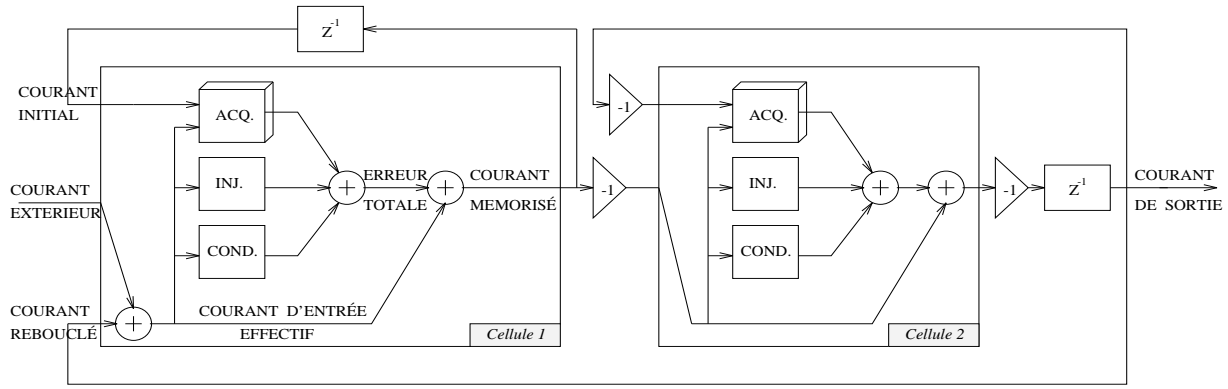 Z-1
COURANT
INITIAL
ACQ.
-1
ACQ.
COURANT
EXTERIEUR
INJ.
ERREUR
TOTALE
COURANT
MEMORISÉ
-1
INJ.
-1
Z-1
COURANT
DE SORTIE
COND.
COND.
COURANT
REBOUCLÉ
COURANT D'ENTRÉE
EFFECTIF
Cellule 1
Cellule 2